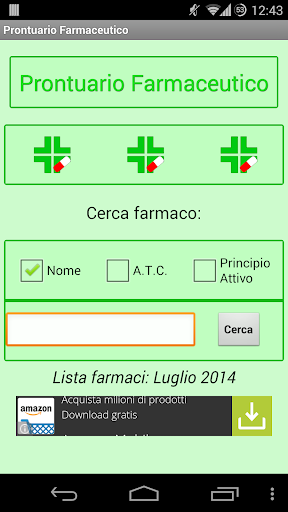 12:43
Prontuario Farmaceutico
Prontuario Farmaceutico
Cerca farmaco:
Nome
A.T.C.
Principio
Attivo
Cerca
Lista farmaci: Luglio 2014
amazon
Acquista milioni di prodotti
Download gratis